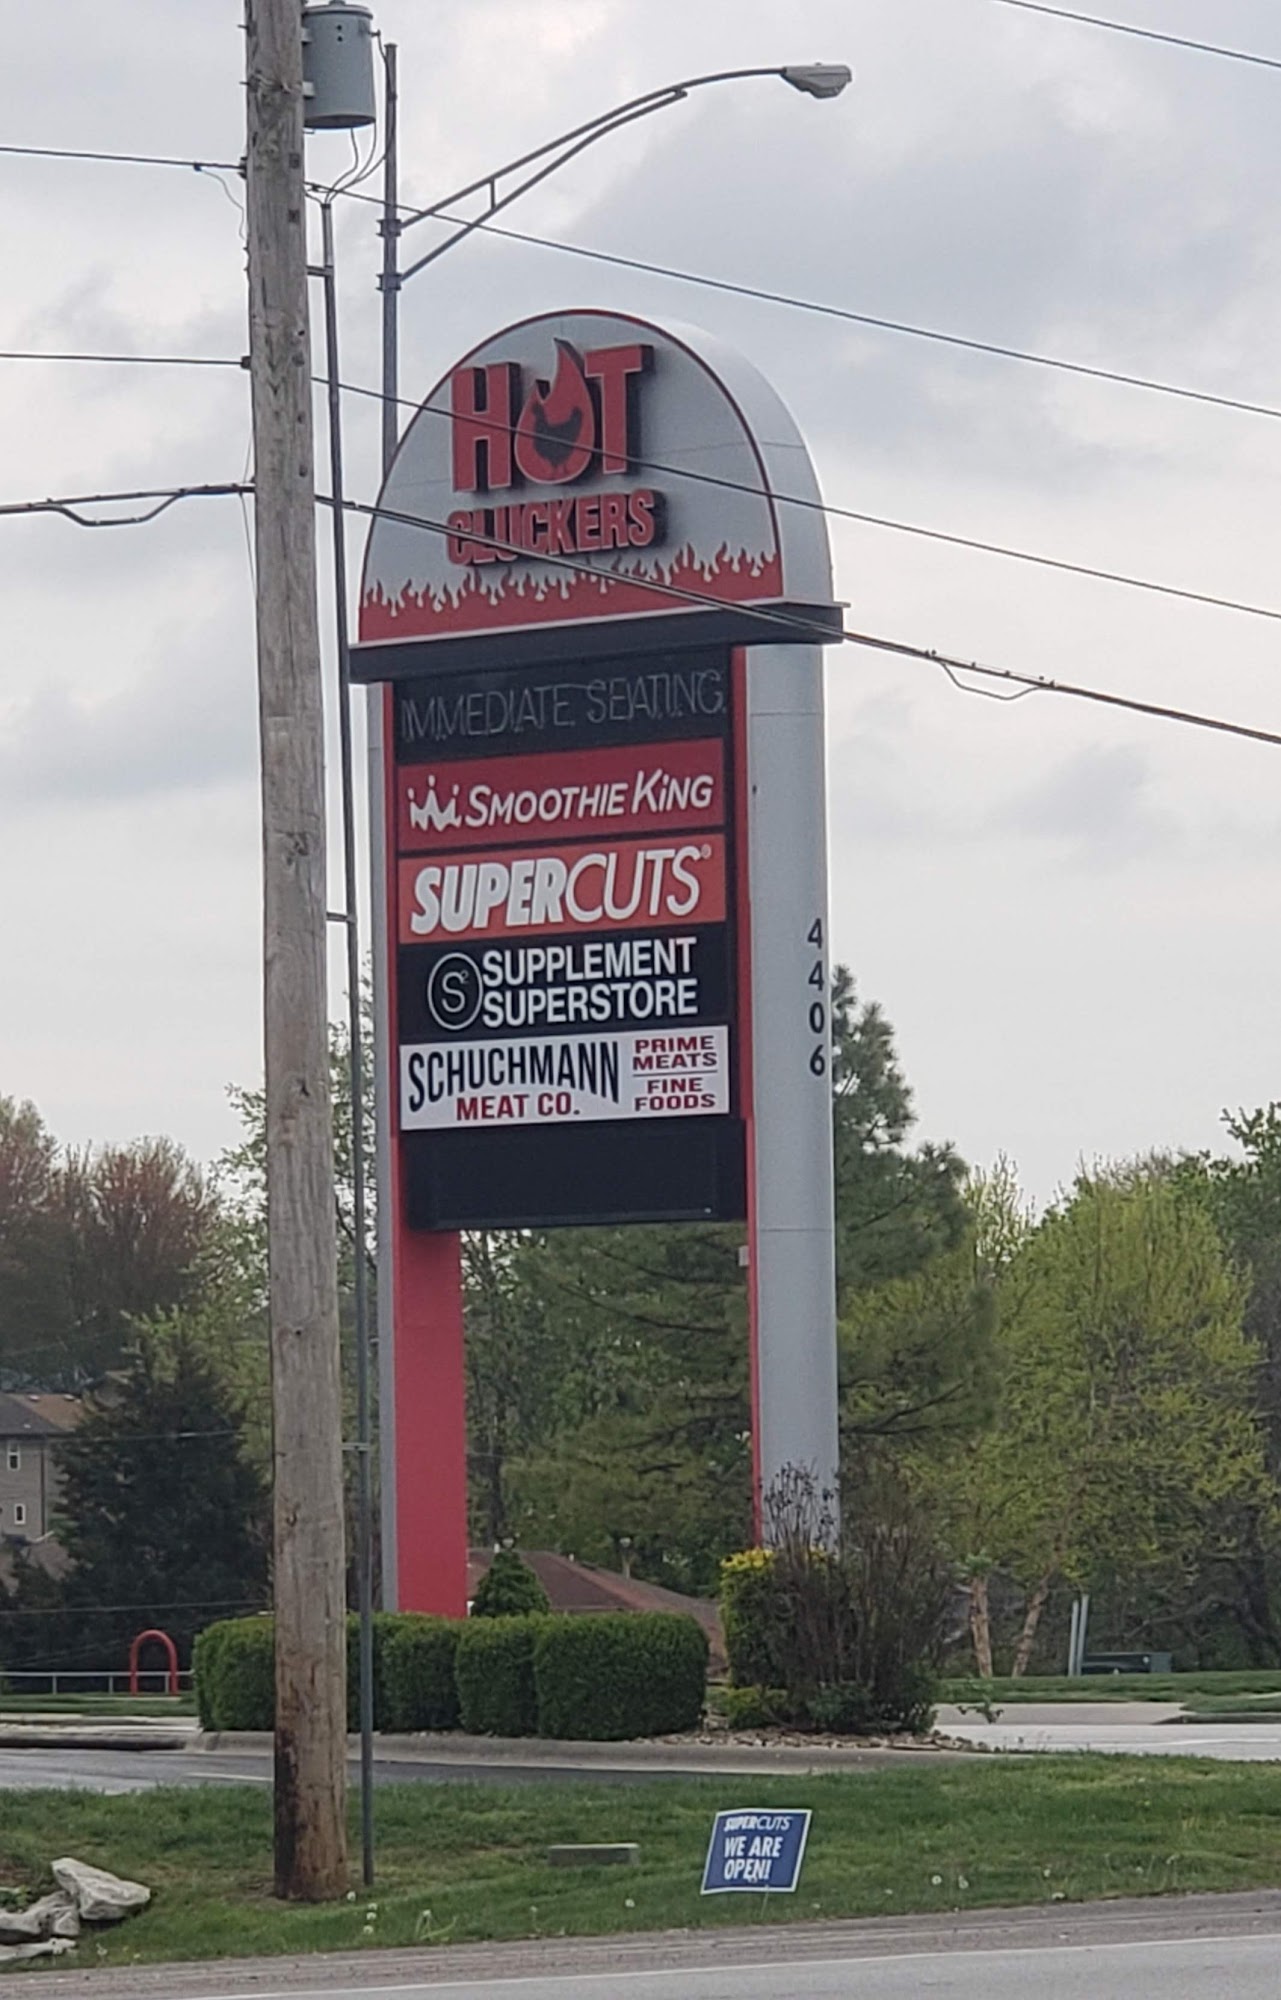 HOT
CLUCKERS
IMMEDIATE SEATING
SMOOTHIE KiNG
SUPERCUTS®
S² SUPPLEMENT
SUPERSTORE
SCHUCHMANN
MEAT CO.
PRIME
MEATS
FINE
FOODS
4406
SUPERCUTS
WE ARE
OPEN!